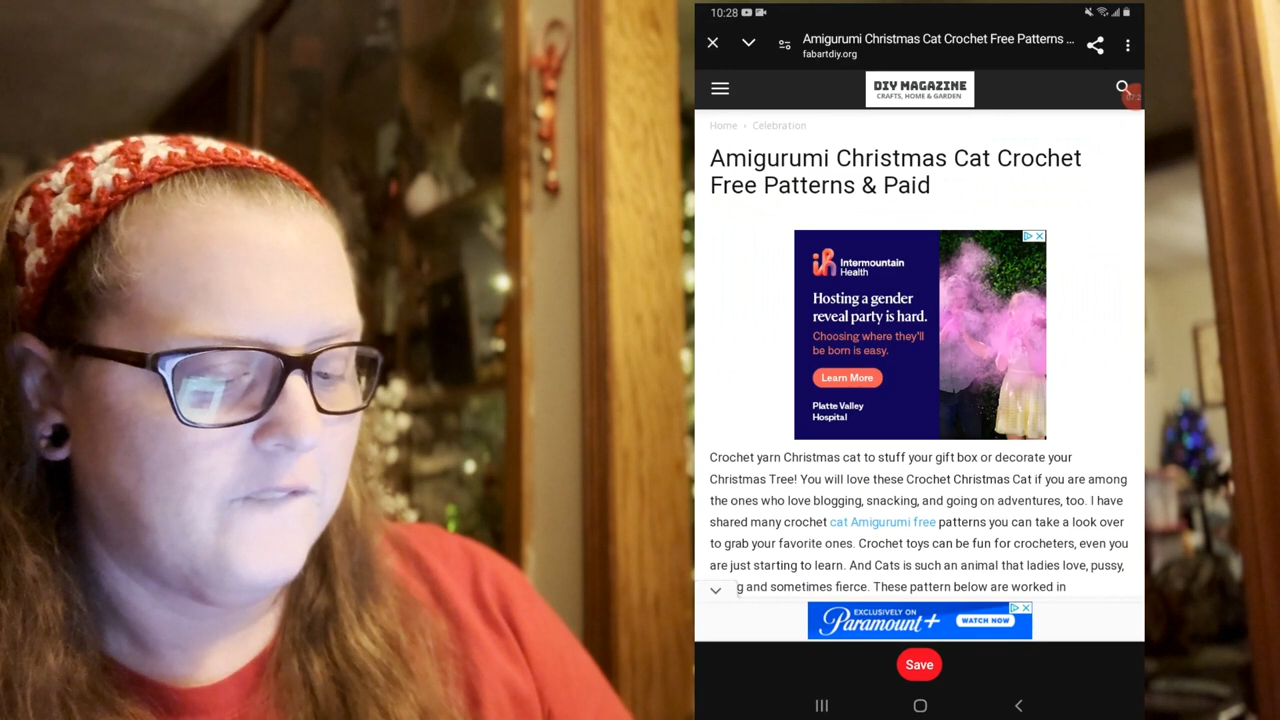 10:28
Amigurumi Christmas Cat Crochet Free Patterns ...
fabartdiy.org
DIY MAGAZINE
CRAFTS, HOME & GARDEN
07:2
Home › Celebration
Amigurumi Christmas Cat Crochet
Free Patterns & Paid
Intermountain
Health
Hosting a gender
reveal party is hard.
Choosing where they'll
be born is easy.
Learn More
Platte Valley
Hospital
Crochet yarn Christmas cat to stuff your gift box or decorate your
Christmas Tree! You will love these Crochet Christmas Cat if you are among
the ones who love blogging, snacking, and going on adventures, too. I have
shared many crochet cat Amigurumi free patterns you can take a look over
to grab your favorite ones. Crochet toys can be fun for crocheters, even you
are just starting to learn. And Cats is such an animal that ladies love, pussy,
g and sometimes fierce. These pattern below are worked in
EXCLUSIVELY ON
Paramount+
WATCH NOW
Save